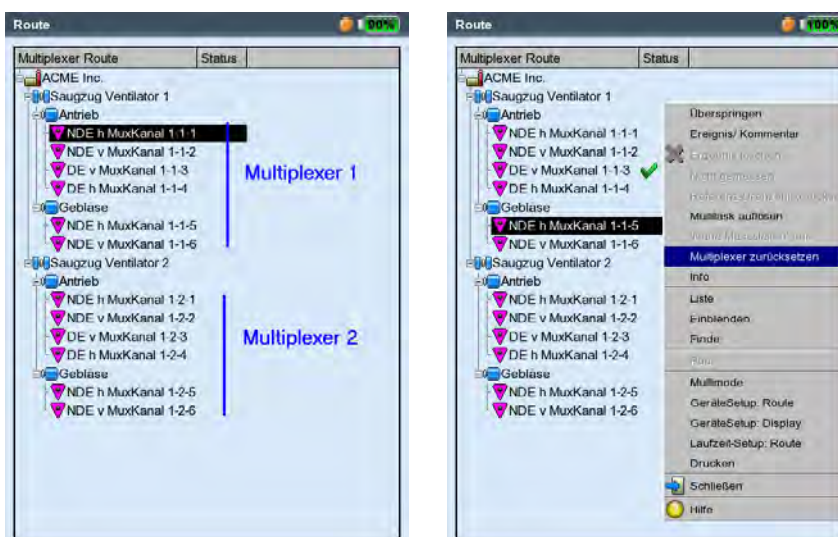 Route
90%
Multiplexer Route Status
ACME Inc.
Saugzug Ventilator 1
Antrieb
NDE h MuxKanal 1-1-1
NDE v MuxKanal 1-1-2
DE v MuxKanal 1-1-3
DE h MuxKanal 1-1-4
Gebläse
NDE h MuxKanal 1-1-5
NDE v MuxKanal 1-1-6
Multiplexer 1
Saugzug Ventilator 2
Antrieb
NDE h MuxKanal 1-2-1
NDE v MuxKanal 1-2-2
DE v MuxKanal 1-2-3
DE h MuxKanal 1-2-4
Gebläse
NDE h MuxKanal 1-2-5
NDE v MuxKanal 1-2-6
Multiplexer 2
Route
100%
Multiplexer Route Status
ACME Inc.
Saugzug Ventilator 1
Antrieb
NDE h MuxKanal 1-1-1
NDE v MuxKanal 1-1-2
DE v MuxKanal 1-1-3
DE h MuxKanal 1-1-4
Gebläse
NDE h MuxKanal 1-1-5
NDE v MuxKanal 1-1-6
Saugzug Ventilator 2
Antrieb
NDE h MuxKanal 1-2-1
NDE v MuxKanal 1-2-2
DE v MuxKanal 1-2-3
DE h MuxKanal 1-2-4
Gebläse
NDE h MuxKanal 1-2-5
NDE v MuxKanal 1-2-6
Überspringen
Ereignis/ Kommentar
Ereignis löschen
Nicht gemessen
Multitask auflösen
Multiplexer zurücksetzen
Info
Liste
Einblenden
Finde
Multimode
GeräteSetup: Route
GeräteSetup: Display
Laufzeit-Setup: Route
Drucken
Schließen
Hilfe